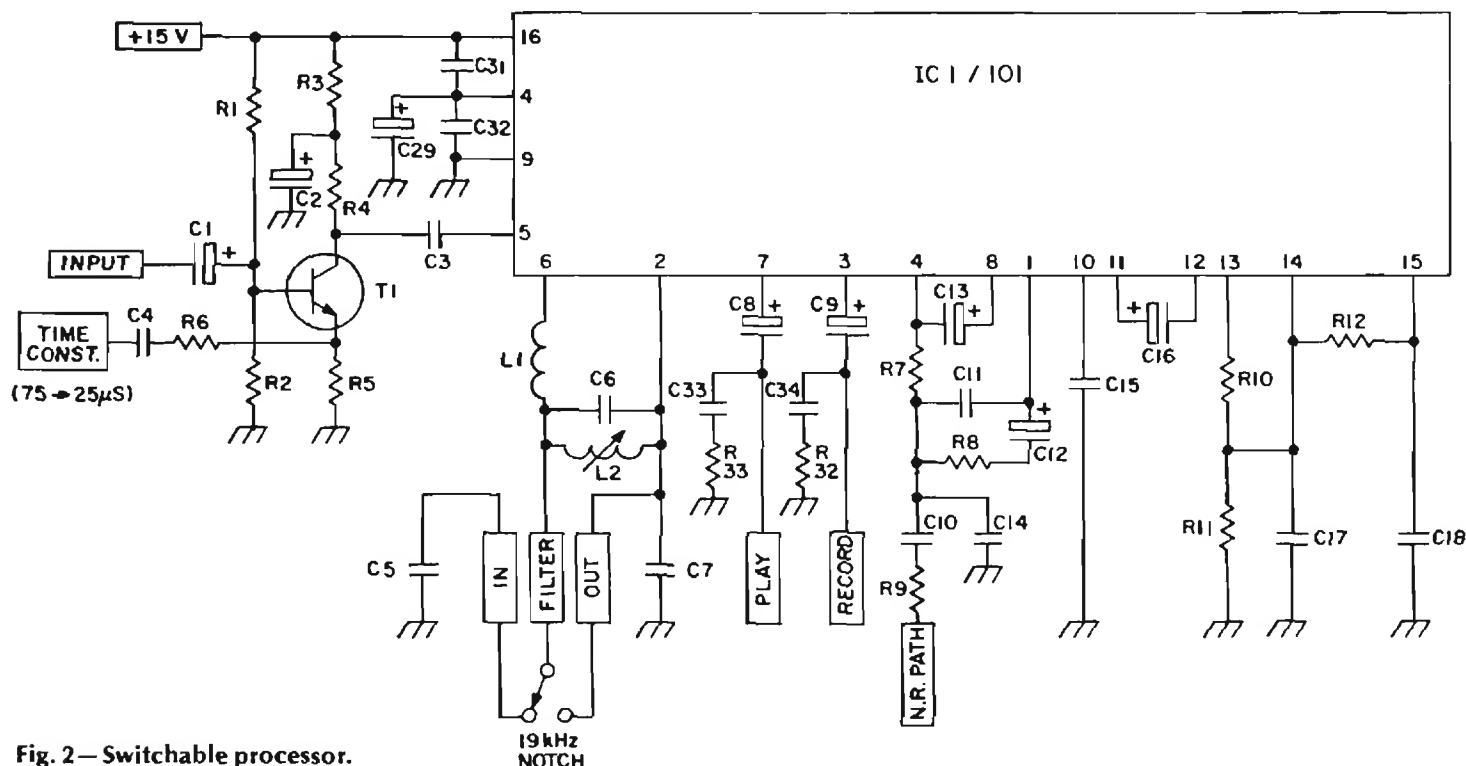 +15 V
16
IC 1 / 101
R3
C31
R1
4
+
C32
C29
+
9
C2
R4
C1
+
5
INPUT
C3
6
2
7
3
4
8
1
10
11
12
13
14
15
T1
C4
R6
TIME
CONST.
(75→25µS)
R2
R5
L1
C6
L2
C8
+
C9
+
C13
+
R7
C11
+
R8
C12
C33
R
33
C34
R
32
C15
+
C16
R10
R12
C10
C14
R11
C17
C18
C5
IN
FILTER
OUT
C7
PLAY
RECORD
R9
N.R. PATH
19kHz
NOTCH
Fig. 2—Switchable processor.